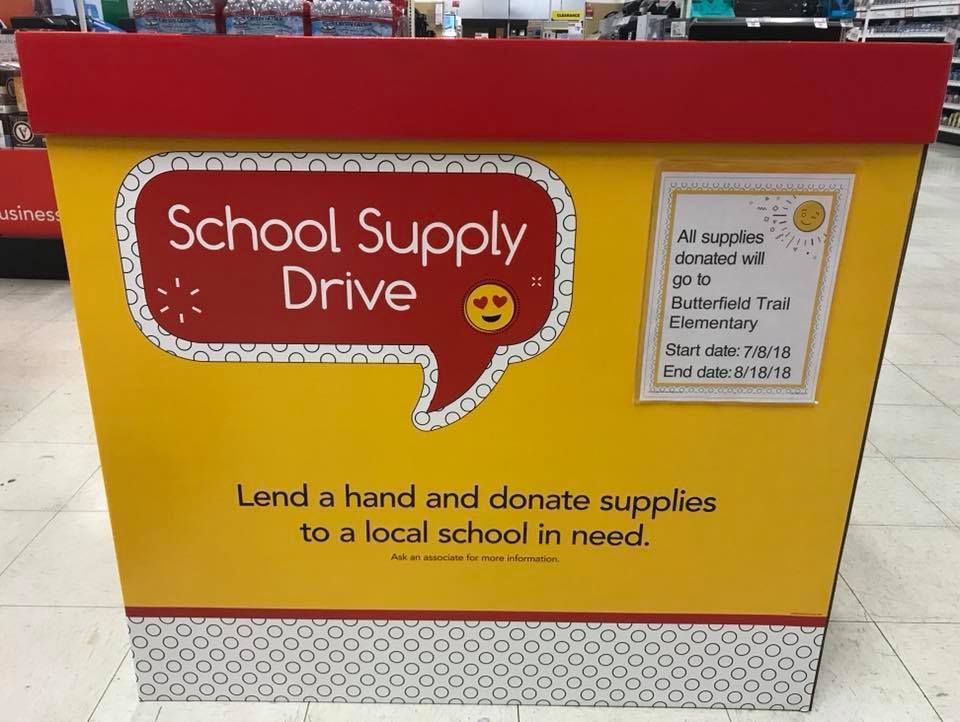 CLEARANCE
usiness
School Supply
Drive
All supplies
donated will
go to
Butterfield Trail
Elementary
Start date: 7/8/18
End date: 8/18/18
Lend a hand and donate supplies
to a local school in need.
Ask an associate for more information.